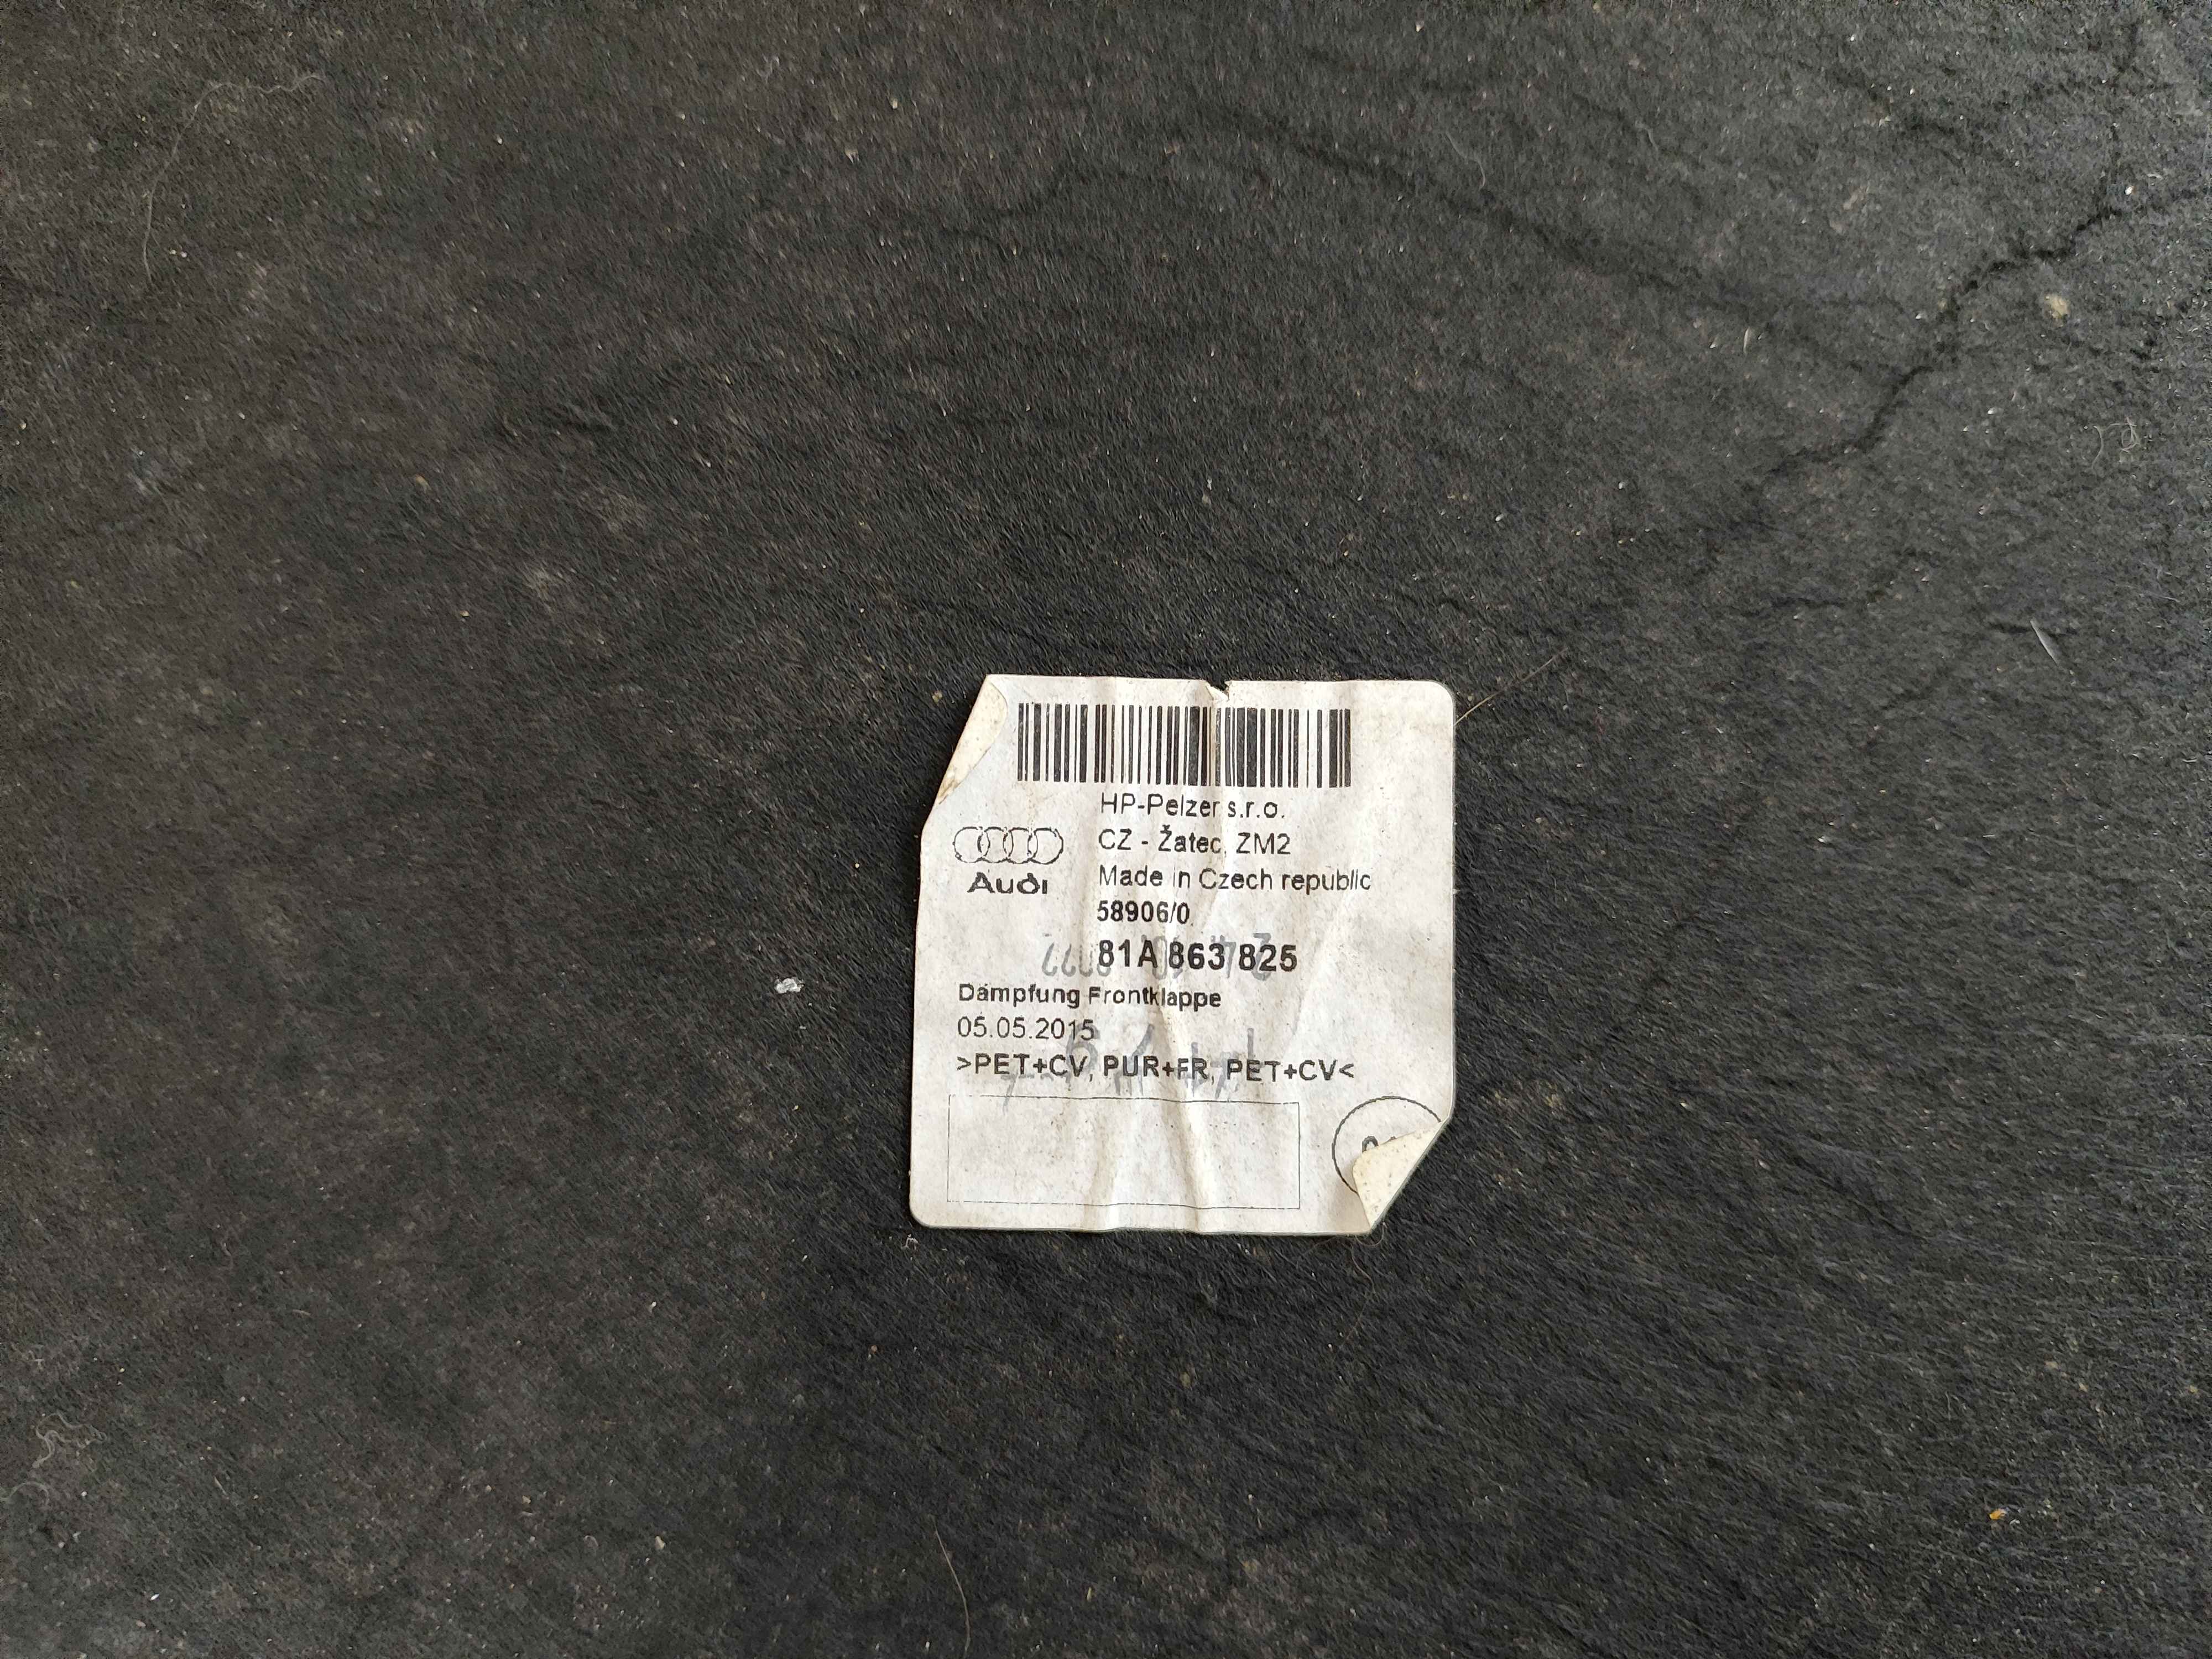 HP-Pelzer s.r.o.
CZ - Žatec, ZM2
Audi
Made in Czech republic
58906/0
81A 863 825
Dämpfung Frontklappe
05.05.2015
>PET+CV, PUR+FR, PET+CV<